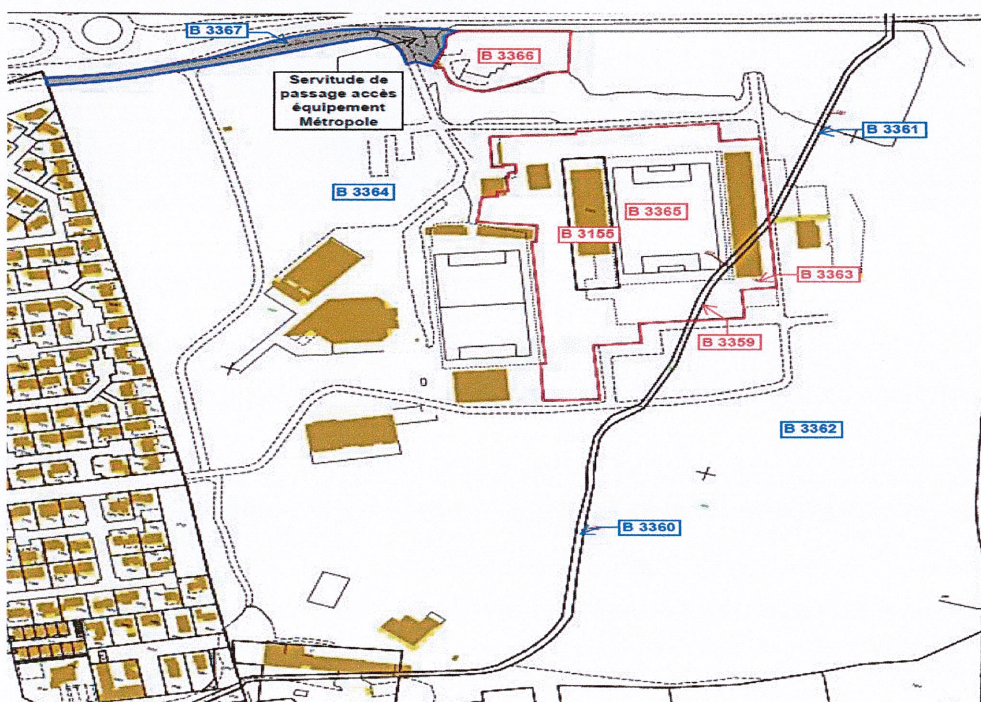 B 3367
B 3366
Servitude de
passage accès
équipement
Métropole
B 3361
B 3364
B 3365
B 3155
B 3363
B 3359
B 3362
B 3360